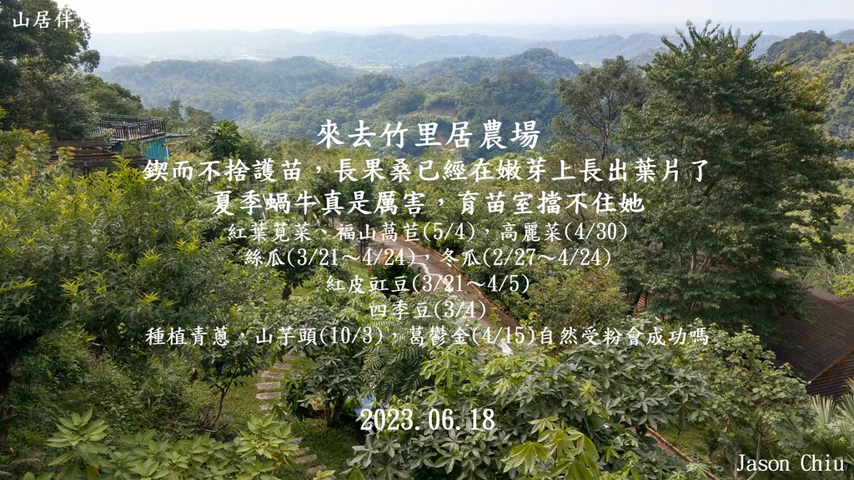 山居伴
來去竹里居農場
鍥而不捨護苗，長果桑已經在嫩芽上長出葉片了
夏季蝸牛真是厲害，育苗室擋不住她
紅葉莧菜、福山萵苣(5/4)，高麗菜(4/30)
絲瓜(3/21～4/24)，冬瓜(2/27～4/24)
紅皮豇豆(3/21～4/5)
四季豆(3/4)
種植青蔥，山芋頭(10/3)，葛鬱金(4/15)自然受粉會成功嗎
2023.06.18
Jason Chiu